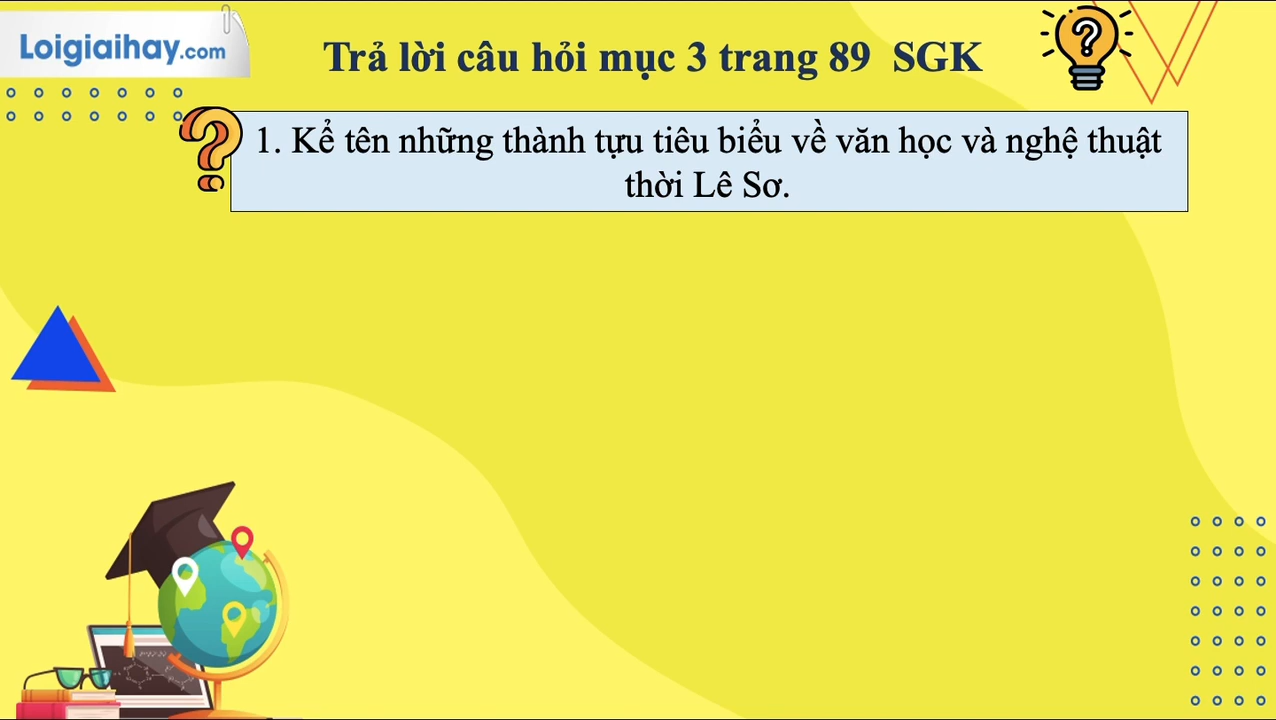 Loigiaihay.com
Trả lời câu hỏi mục 3 trang 89 SGK
1. Kể tên những thành tựu tiêu biểu về văn học và nghệ thuật
thời Lê Sơ.